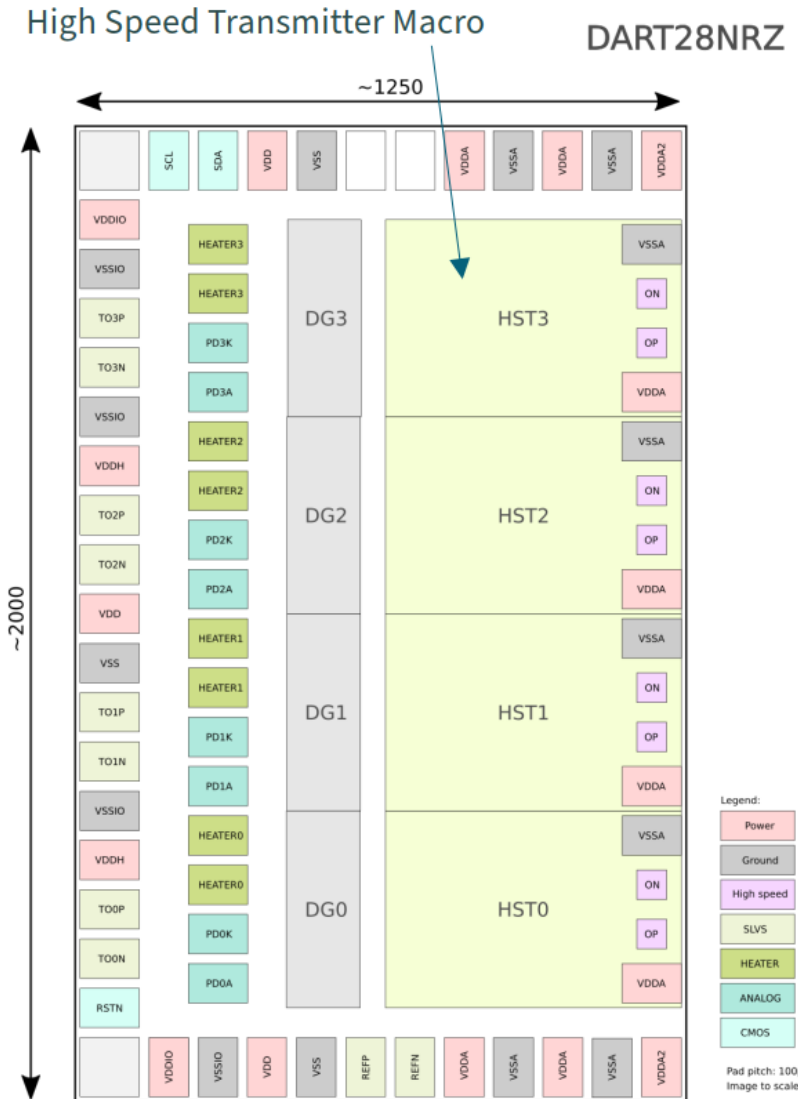 High Speed Transmitter Macro
DART28NRZ
~1250
SCL
SDA
VDD
VSS
VDDA
VSSA
VDDA
VSSA
VDDA2
~2000
VDDIO
VSSIO
TO3P
TO3N
VSSIO
VDDH
TO2P
TO2N
VDD
VSS
TO1P
TO1N
VSSIO
VDDH
TO0P
TO0N
RSTN
HEATER3
HEATER3
PD3K
PD3A
HEATER2
HEATER2
PD2K
PD2A
HEATER1
HEATER1
PD1K
PD1A
HEATER0
HEATER0
PD0K
PD0A
DG3
DG2
DG1
DG0
HST3
HST2
HST1
HST0
VSSA
ON
OP
VDDA
VSSA
ON
OP
VDDA
VSSA
ON
OP
VDDA
VSSA
ON
OP
VDDA
VDDIO
VSSIO
VDD
VSS
REFP
REFN
VDDA
VSSA
VDDA
VSSA
VDDA2
Legend:
Power
Ground
High speed
SLVS
HEATER
ANALOG
CMOS
Pad pitch: 100
Image to scale